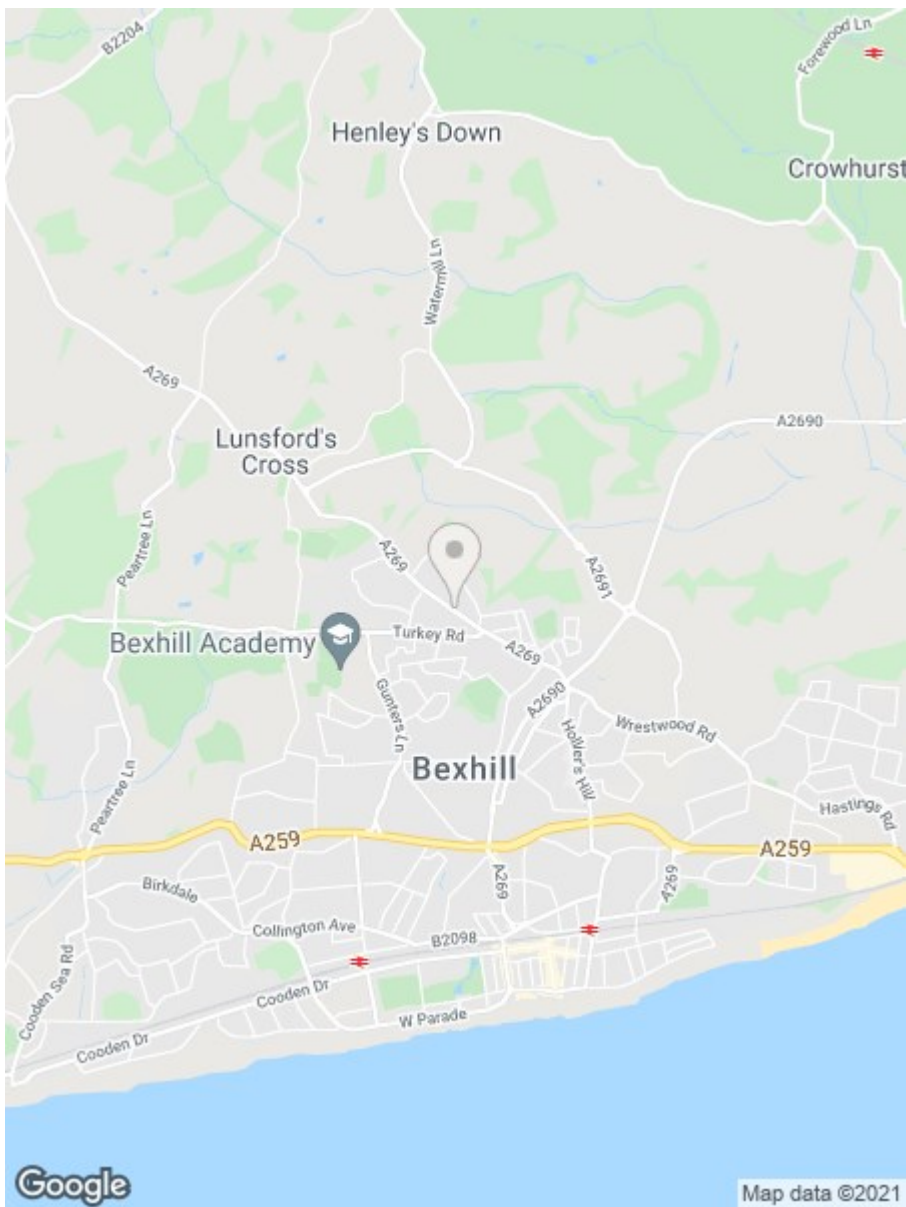 B2204
Forewood Ln
Henley's Down
Crowhurst
Watermill Ln
A269
A2690
Lunsford's
Cross
Peartree Ln
A269
A2691
Bexhill Academy
Turkey Rd
A269
Gunters Ln
A2690
Wrestwood Rd
Holliver's Hill
Bexhill
Peartree Ln
Hastings Rd
A259
A259
Birkdale
A269
A269
Collington Ave
B2098
Cooden Sea Rd
Cooden Dr
W Parade
Cooden Dr
Google
Map data ©2021